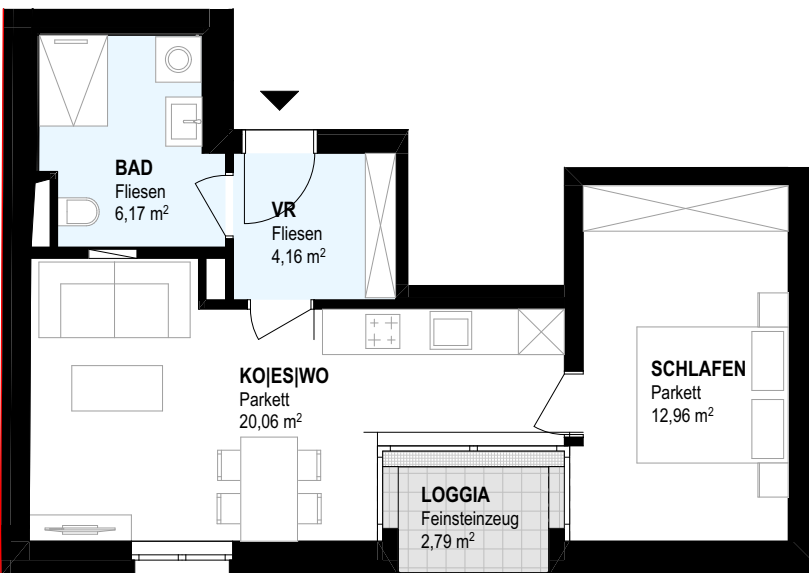 BAD
Fliesen
6,17 m²
VR
Fliesen
4,16 m²
KO|ES|WO
Parkett
20,06 m²
SCHLAFEN
Parkett
12,96 m²
LOGGIA
Feinsteinzeug
2,79 m²